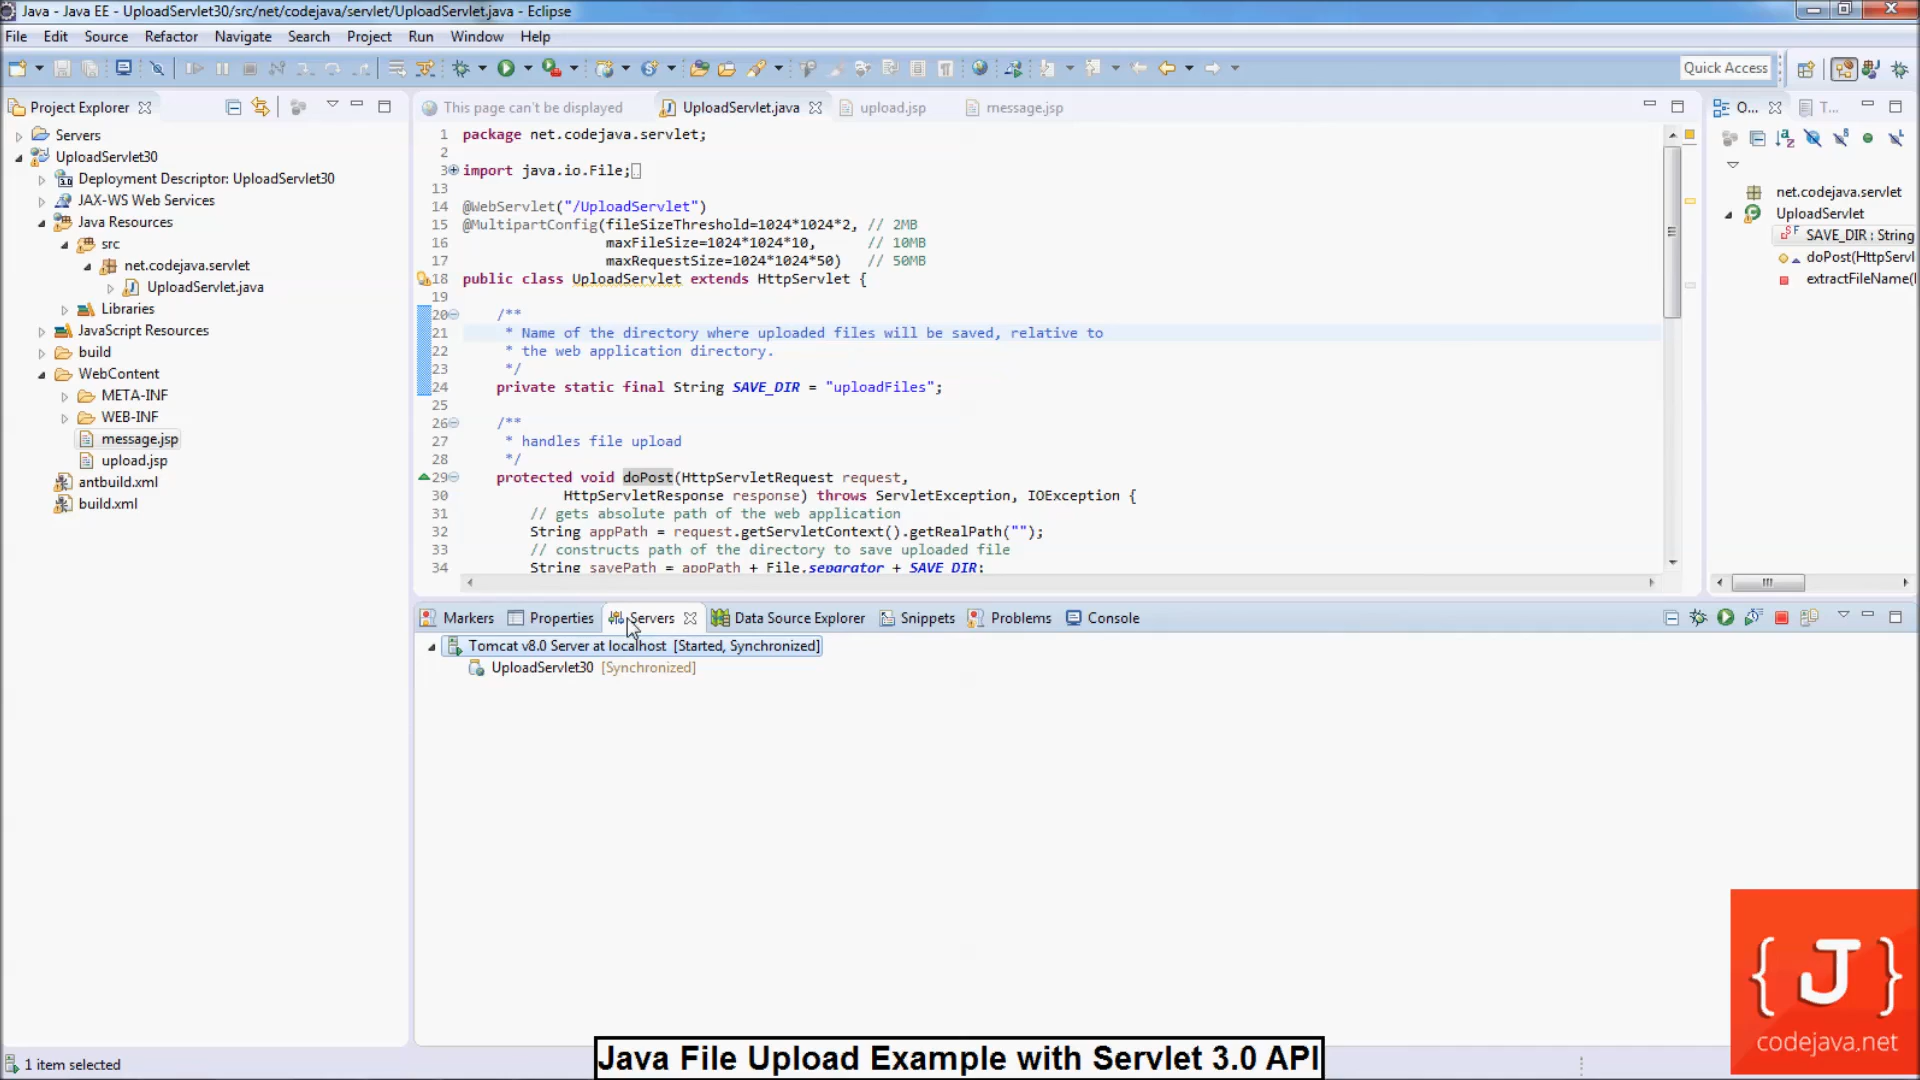 Java - Java EE - UploadServlet30/src/net/codejava/servlet/UploadServlet.java - Eclipse
File Edit Source Refactor Navigate Search Project Run Window Help
Quick Access
Project Explorer
Servers
UploadServlet30
Deployment Descriptor: UploadServlet30
JAX-WS Web Services
Java Resources
src
net.codejava.servlet
UploadServlet.java
Libraries
JavaScript Resources
build
WebContent
META-INF
WEB-INF
message.jsp
upload.jsp
antbuild.xml
build.xml
This page can't be displayed UploadServlet.java upload.jsp message.jsp
1 package net.codejava.servlet;
2
3 import java.io.File;
13
14 @WebServlet("/UploadServlet")
15 @MultipartConfig(fileSizeThreshold=1024*1024*2, // 2MB
16 maxFileSize=1024*1024*10, // 10MB
17 maxRequestSize=1024*1024*50) // 50MB
18 public class UploadServlet extends HttpServlet {
19
20 /**
21 * Name of the directory where uploaded files will be saved, relative to
22 * the web application directory.
23 */
24 private static final String SAVE_DIR = "uploadFiles";
25
26 /**
27 * handles file upload
28 */
29 protected void doPost(HttpServletRequest request,
30 HttpServletResponse response) throws ServletException, IOException {
31 // gets absolute path of the web application
32 String appPath = request.getServletContext().getRealPath("");
33 // constructs path of the directory to save uploaded file
34 String savePath = appPath + File.separator + SAVE_DIR;
O... T...
net.codejava.servlet
UploadServlet
SAVE_DIR : String
doPost(HttpServl
extractFileName(
Markers Properties Servers Data Source Explorer Snippets Problems Console
Tomcat v8.0 Server at localhost [Started, Synchronized]
UploadServlet30 [Synchronized]
{ J }
codejava.net
1 item selected
Java File Upload Example with Servlet 3.0 API